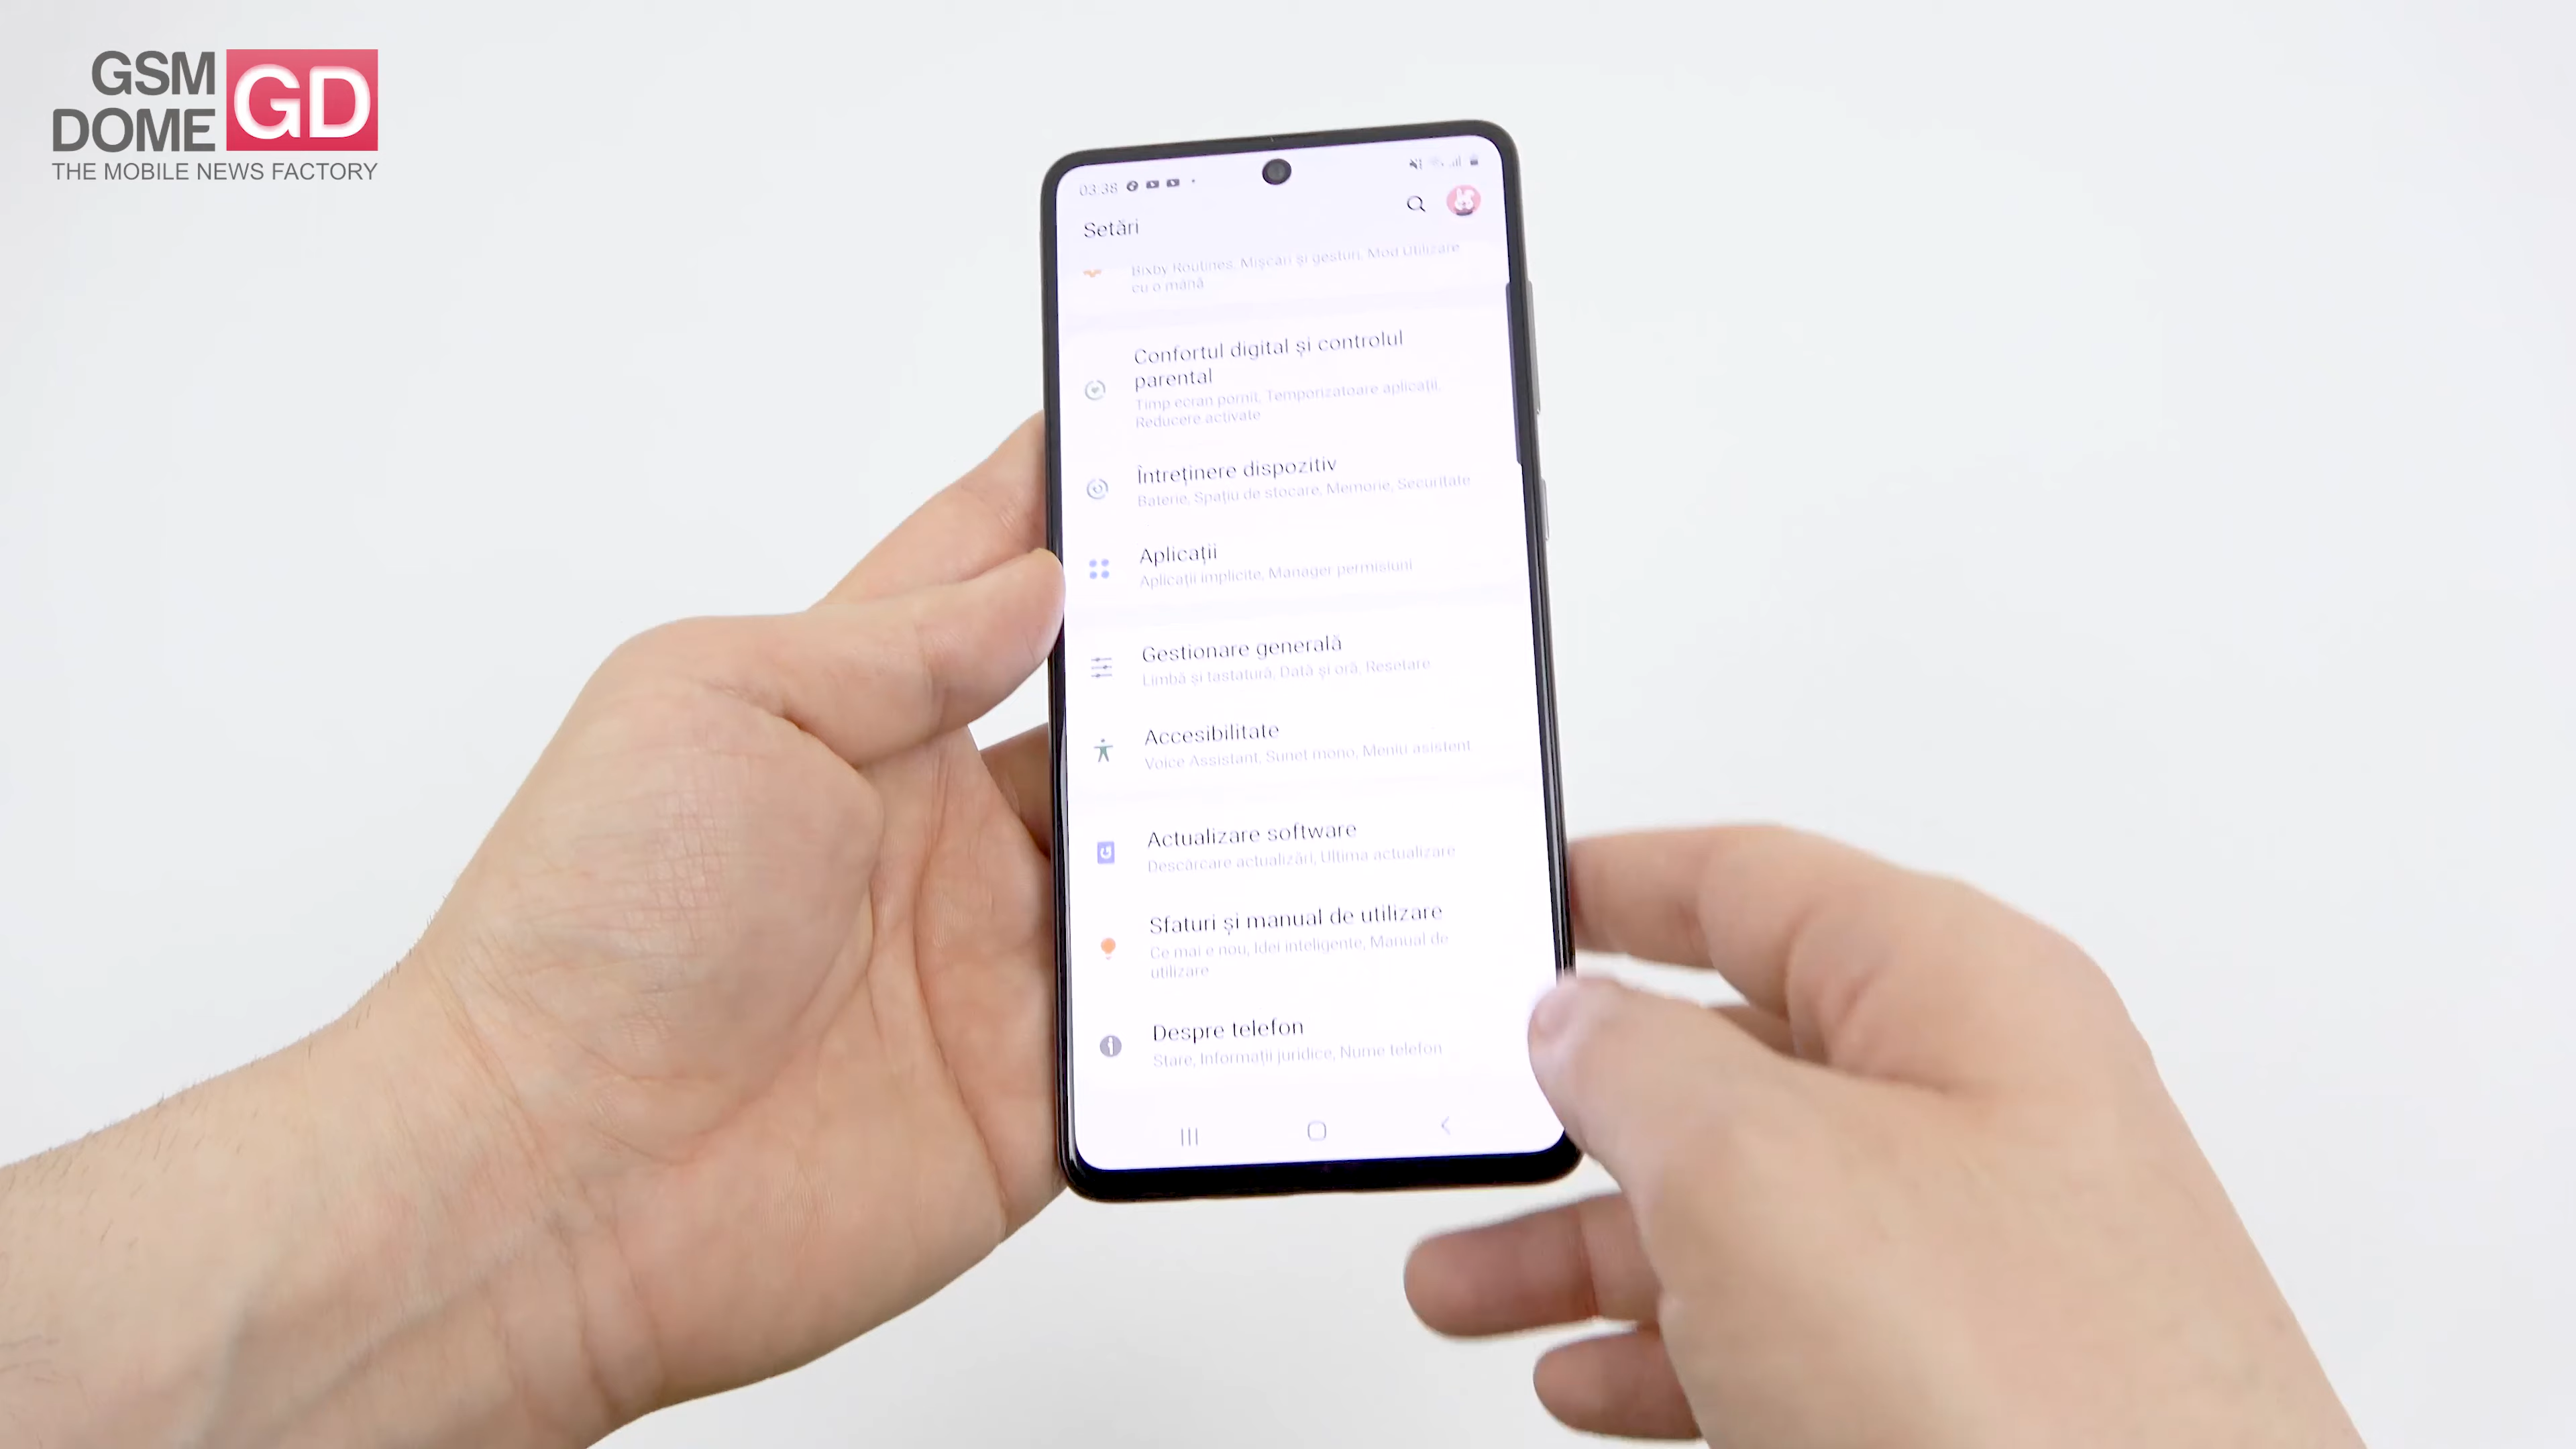 GSM
DOME
GD
THE MOBILE NEWS FACTORY
03:38
Setări
Bixby Routines, Mișcări și gesturi, Mod Utilizare
cu o mână
Confortul digital și controlul
parental
Timp ecran pornit, Temporizatoare aplicații,
Reducere activate
Întreținere dispozitiv
Baterie, Spațiu de stocare, Memorie, Securitate
Aplicații
Aplicații implicite, Manager permisiuni
Gestionare generală
Limbă și tastatură, Dată și oră, Resetare
Accesibilitate
Voice Assistant, Sunet mono, Meniu asistent
Actualizare software
Descărcare actualizări, Ultima actualizare
Sfaturi și manual de utilizare
Ce mai e nou, Idei inteligente, Manual de
utilizare
Despre telefon
Stare, Informații juridice, Nume telefon